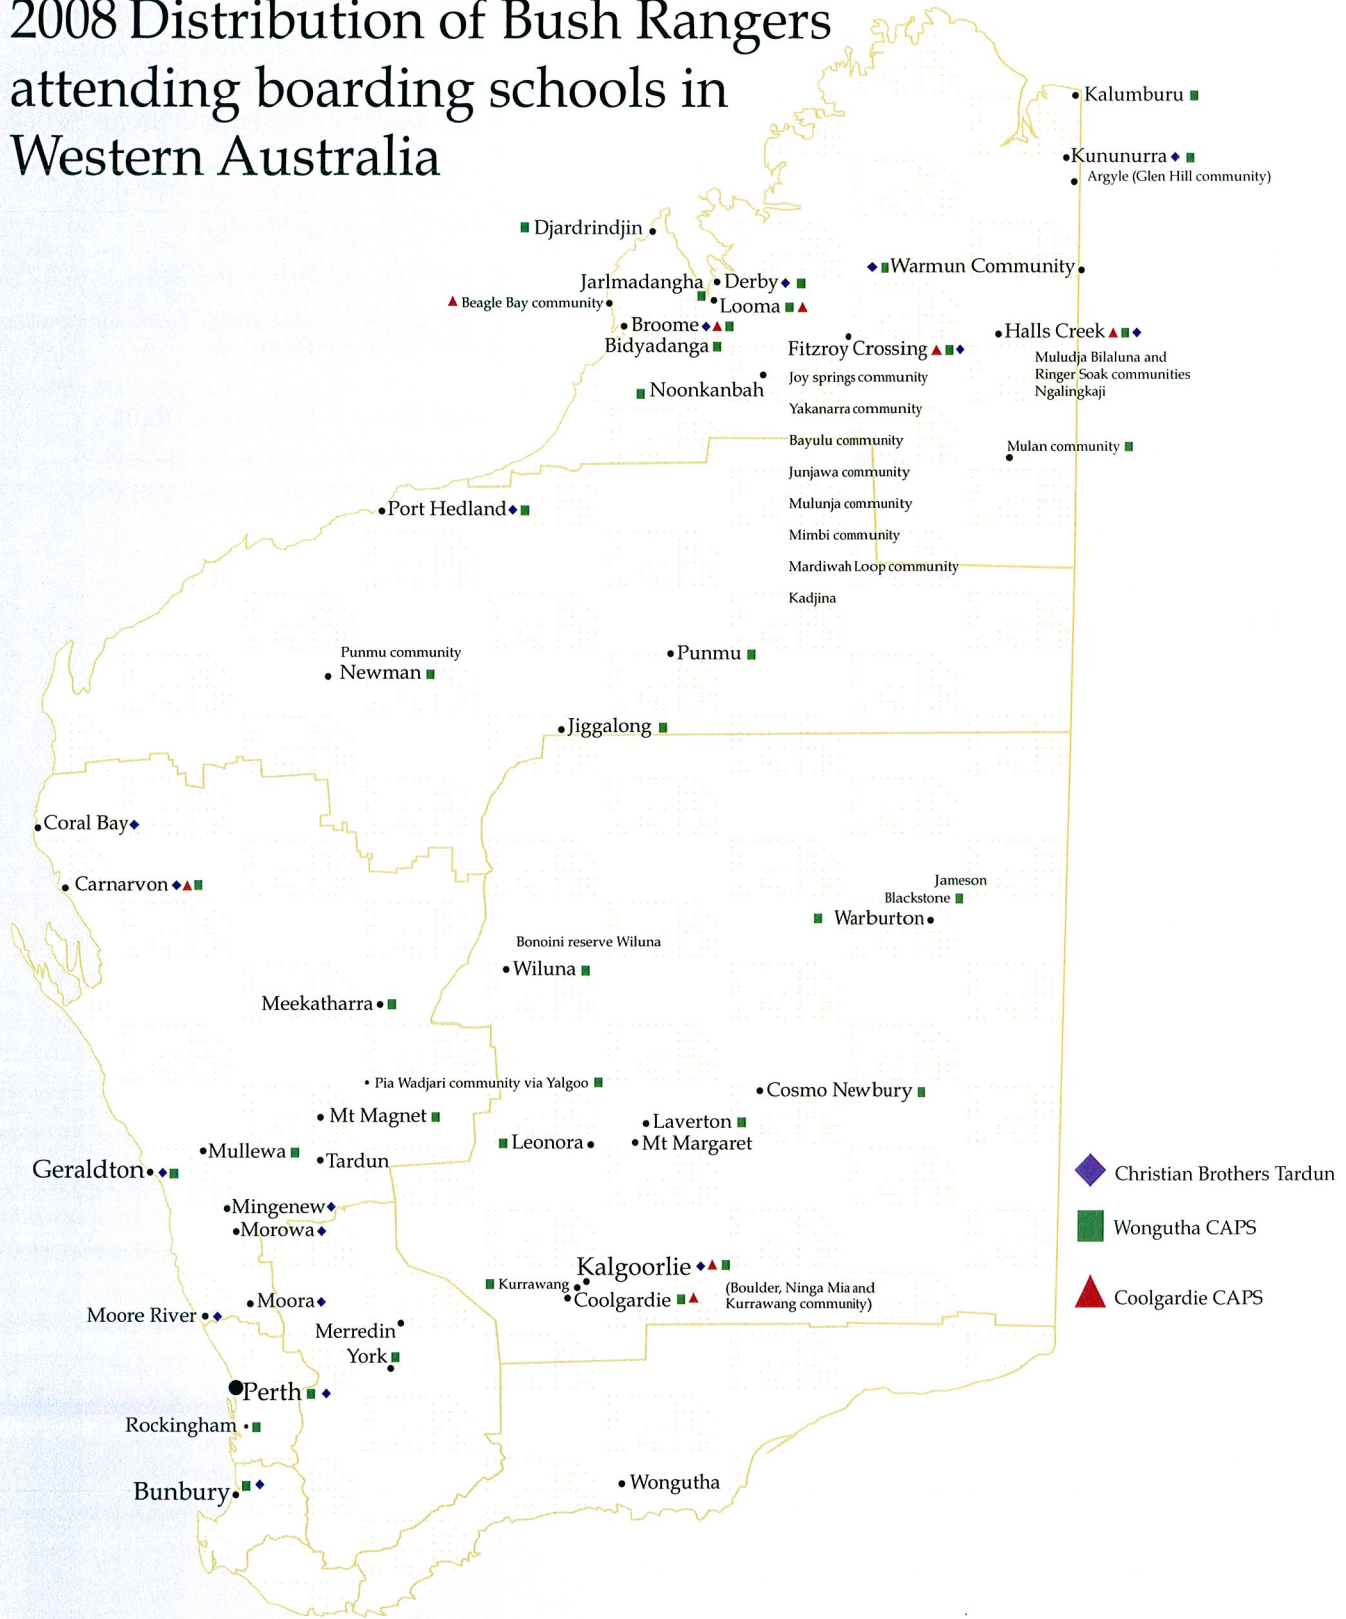 2008 Distribution of Bush Rangers
attending boarding schools in
Western Australia
Kalumburu
Kununurra
Argyle (Glen Hill community)
Djardrindjin
Warmun Community
Jarlmadangha
Derby
Beagle Bay community
Looma
Broome
Bidyadanga
Halls Creek
Muludja Bilaluna and
Ringer Soak communities
Ngalingkaji
Fitzroy Crossing
Joy springs community
Yakanarra community
Bayulu community
Junjawa community
Mulunja community
Mimbi community
Mardiwah Loop community
Kadjina
Noonkanbah
Mulan community
Port Hedland
Punmu community
Newman
Punmu
Jiggalong
Coral Bay
Carnarvon
Jameson
Blackstone
Warburton
Bonoini reserve Wiluna
Wiluna
Meekatharra
Pia Wadjari community via Yalgoo
Cosmo Newbury
Mt Magnet
Laverton
Leonora
Mt Margaret
Mullewa
Tardun
Geraldton
Mingenew
Morowa
Christian Brothers Tardun
Wongutha CAPS
Coolgardie CAPS
Kalgoorlie
Kurrawang
Coolgardie
(Boulder, Ninga Mia and
Kurrawang community)
Moora
Moore River
Merredin
York
Perth
Rockingham
Bunbury
Wongutha